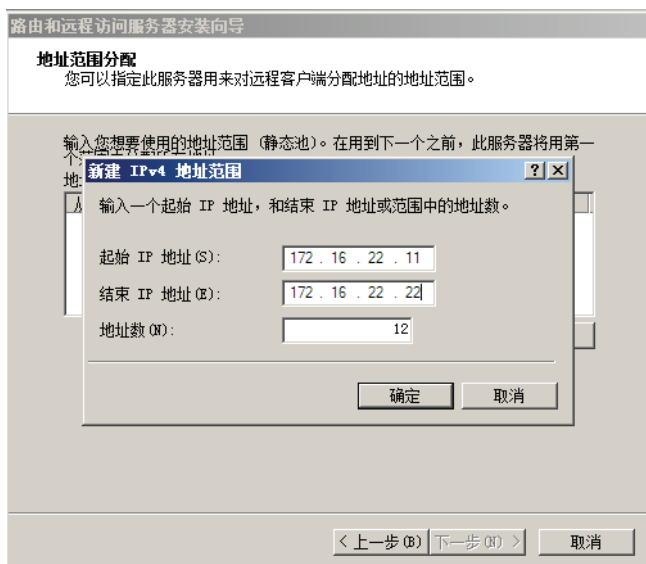 路由和远程访问服务器安装向导
地址范围分配
您可以指定此服务器用来对远程客户端分配地址的地址范围。
输入您想要使用的地址范围 (静态池)。在用到下一个之前，此服务器将用第一
新建 IPv4 地址范围
输入一个起始 IP 地址，和结束 IP 地址或范围中的地址数。
起始 IP 地址(S):
172 . 16 . 22 . 11
结束 IP 地址(E):
172 . 16 . 22 . 22
地址数(N):
12
确定
取消
< 上一步(B)
下一步(N) >
取消